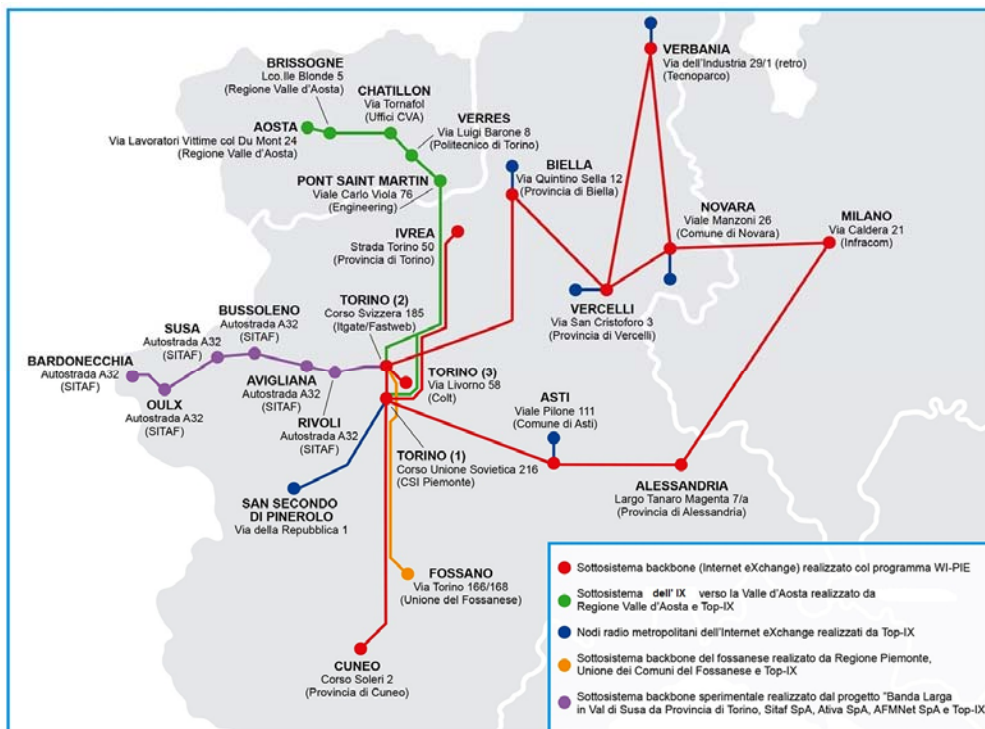 VERBANIA
Via dell'Industria 29/1 (retro)
(Tecnoparco)
BRISSOGNE
Lco.lle Blonde 5
(Regione Valle d'Aosta)
CHATILLON
Via Tornafol
(Uffici CVA)
VERRES
Via Luigi Barone 8
(Politecnico di Torino)
AOSTA
Via Lavoratori Vittime col Du Mont 24
(Regione Valle d'Aosta)
BIELLA
Via Quintino Sella 12
(Provincia di Biella)
PONT SAINT MARTIN
Viale Carlo Viola 76
(Engineering)
NOVARA
Viale Manzoni 26
(Comune di Novara)
MILANO
Via Caldera 21
(Infracom)
IVREA
Strada Torino 50
(Provincia di Torino)
TORINO (2)
Corso Svizzera 185
(Itgate/Fastweb)
VERCELLI
Via San Cristoforo 3
(Provincia di Vercelli)
BUSSOLENO
Autostrada A32
(SITAF)
SUSA
Autostrada A32
(SITAF)
BARDONECCHIA
Autostrada A32
(SITAF)
OULX
Autostrada A32
(SITAF)
AVIGLIANA
Autostrada A32
(SITAF)
RIVOLI
Autostrada A32
(SITAF)
TORINO (3)
Via Livorno 58
(Colt)
ASTI
Viale Pilone 111
(Comune di Asti)
TORINO (1)
Corso Unione Sovietica 216
(CSI Piemonte)
ALESSANDRIA
Largo Tanaro Magenta 7/a
(Provincia di Alessandria)
SAN SECONDO
DI PINEROLO
Via della Repubblica 1
FOSSANO
Via Torino 166/168
(Unione del Fossanese)
CUNEO
Corso Soleri 2
(Provincia di Cuneo)
Sottosistema backbone (Internet eXchange) realizzato col programma WI-PIE
Sottosistema dell' IX verso la Valle d'Aosta realizzato da
Regione Valle d'Aosta e Top-IX
Nodi radio metropolitani dell'Internet eXchange realizzati da Top-IX
Sottosistema backbone del fossanese realizato da Regione Piemonte,
Unione dei Comuni del Fossanese e Top-IX
Sottosistema backbone sperimentale realizzato dal progetto "Banda Larga
in Val di Susa da Provincia di Torino, Sitaf SpA, Ativa SpA, AFMNet SpA e Top-IX